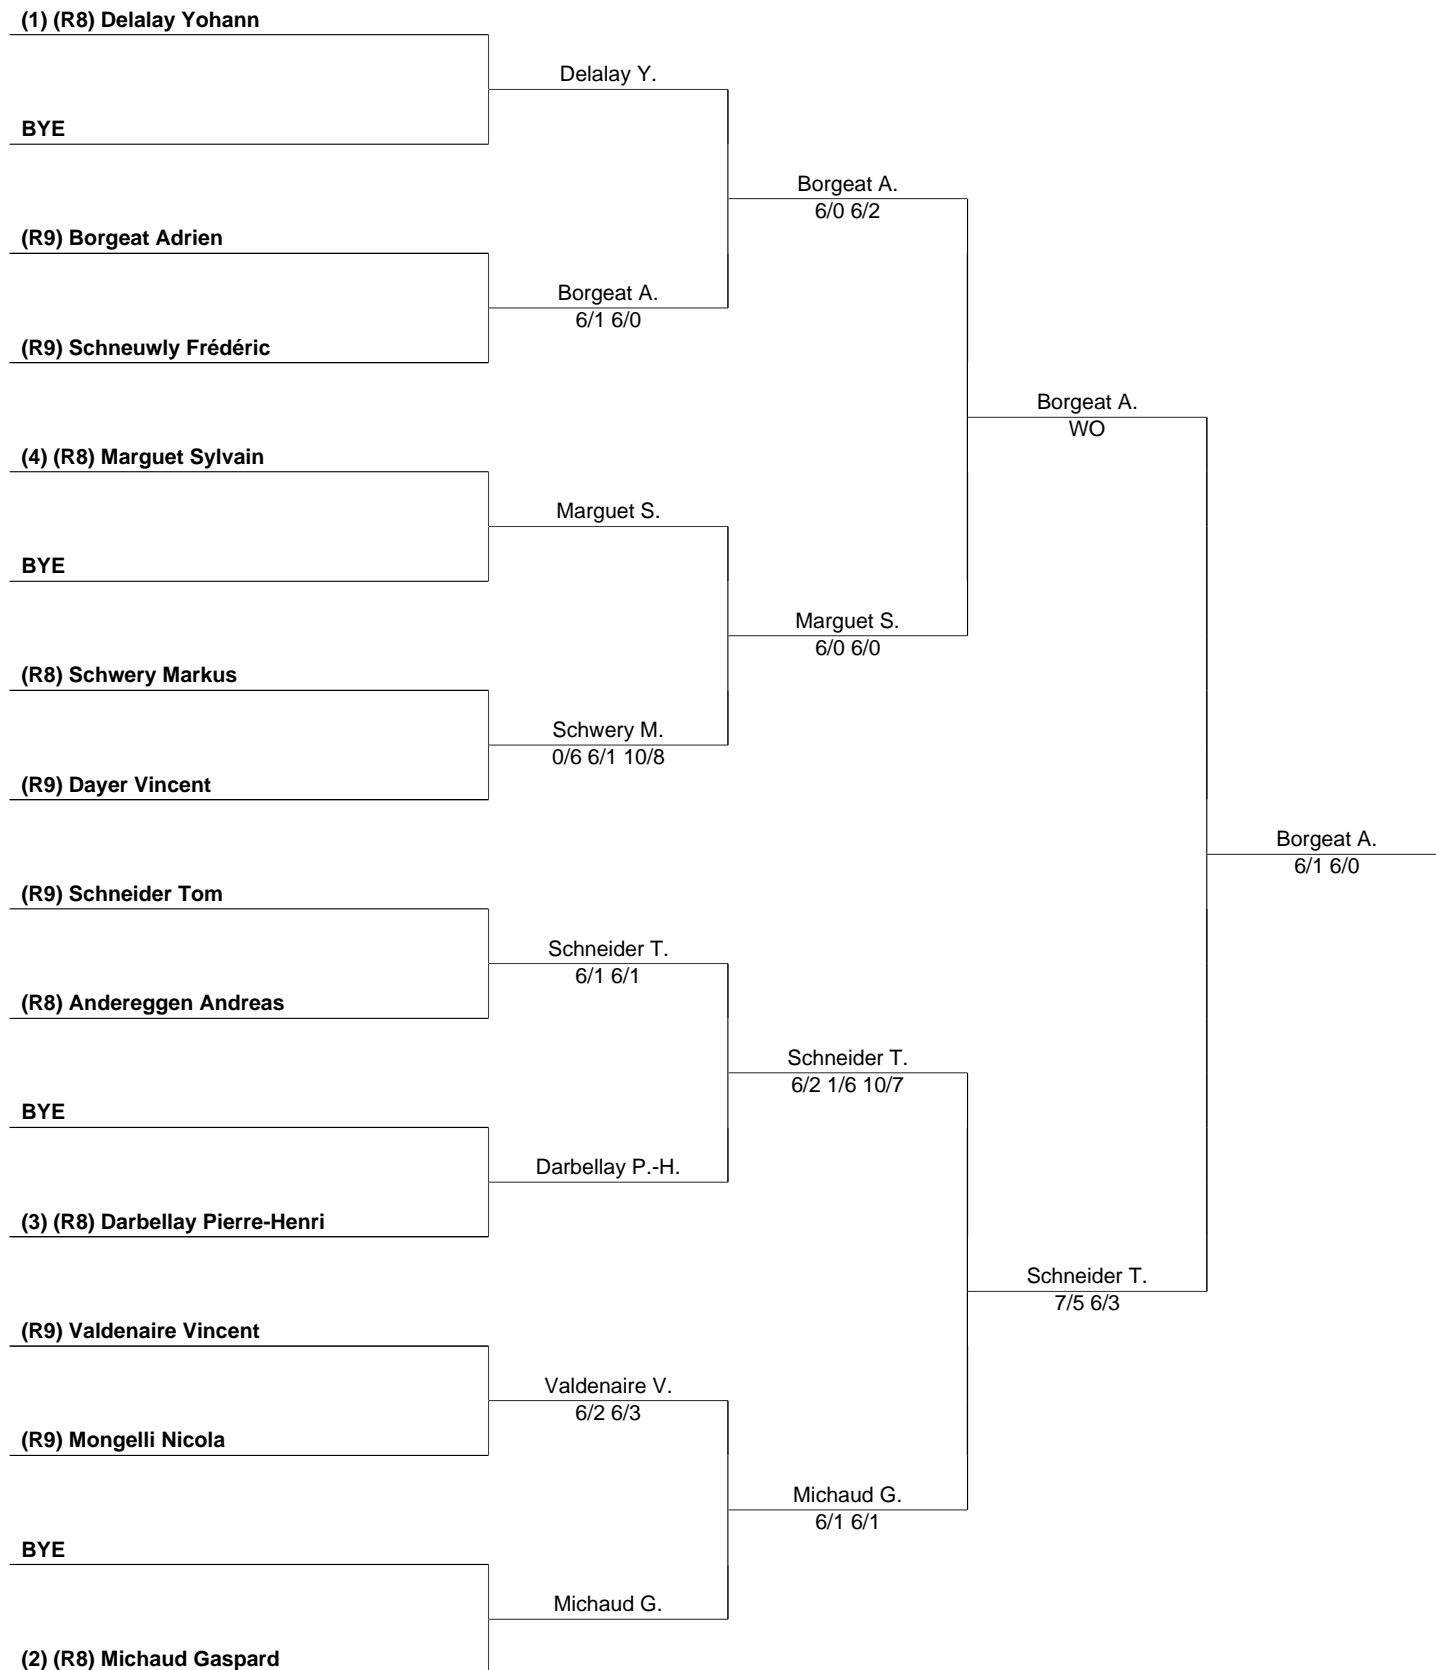 (1) (R8) Delalay Yohann
Delalay Y.
BYE
Borgeat A.
6/0 6/2
(R9) Borgeat Adrien
Borgeat A.
6/1 6/0
(R9) Schneuwly Frédéric
Borgeat A.
WO
(4) (R8) Marguet Sylvain
Marguet S.
BYE
Marguet S.
6/0 6/0
(R8) Schwery Markus
Schwery M.
0/6 6/1 10/8
(R9) Dayer Vincent
Borgeat A.
6/1 6/0
(R9) Schneider Tom
Schneider T.
6/1 6/1
(R8) Andereggen Andreas
Schneider T.
6/2 1/6 10/7
BYE
Darbellay P.-H.
(3) (R8) Darbellay Pierre-Henri
Schneider T.
7/5 6/3
(R9) Valdenaire Vincent
Valdenaire V.
6/2 6/3
(R9) Mongelli Nicola
Michaud G.
6/1 6/1
BYE
Michaud G.
(2) (R8) Michaud Gaspard